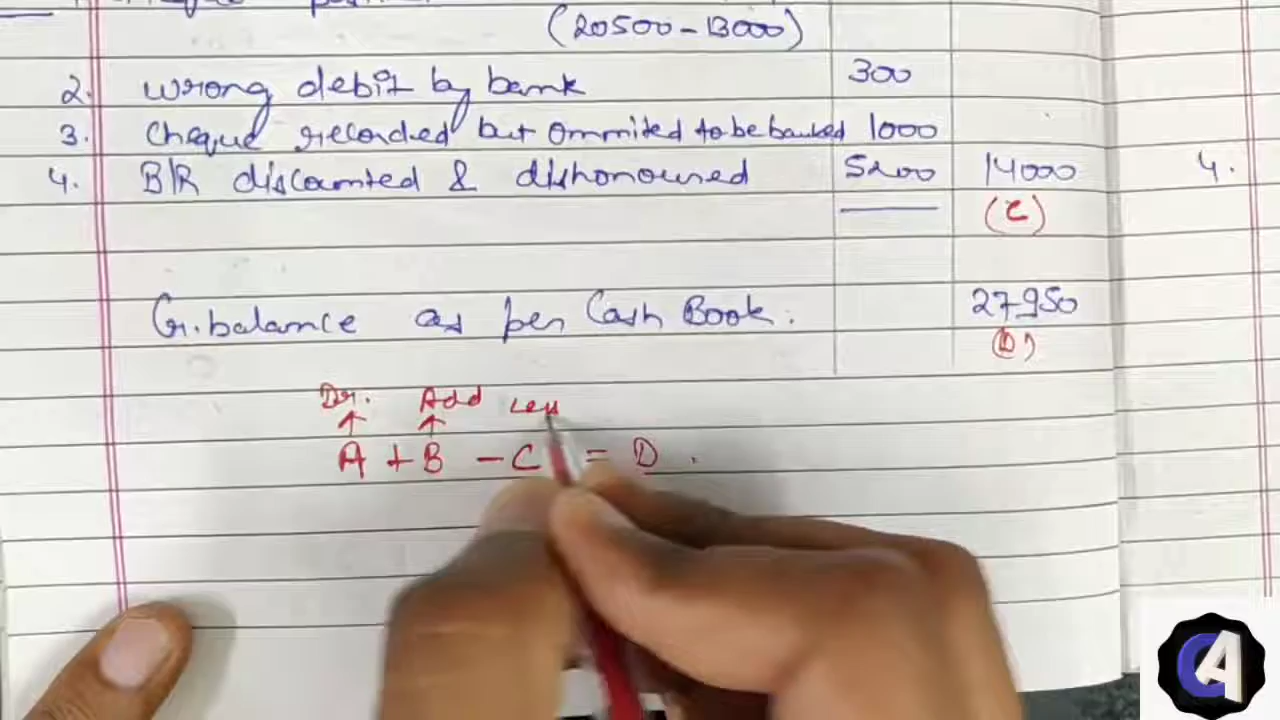 (20500-13000)
2. wrong debit by bank 300
3. Cheque recorded but ommited to be banked 1000
4. B/R discounted & dishonoured 5200 14000 4.
(C)
Cr. balance as per Cash Book. 27950
(D)
Dr. Add Less
A + B - C = D.
CA